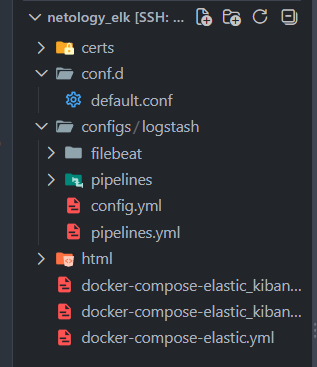 netology_elk [SSH: ...
certs
conf.d
default.conf
configs / logstash
filebeat
pipelines
config.yml
pipelines.yml
html
docker-compose-elastic_kiban...
docker-compose-elastic_kiban...
docker-compose-elastic.yml